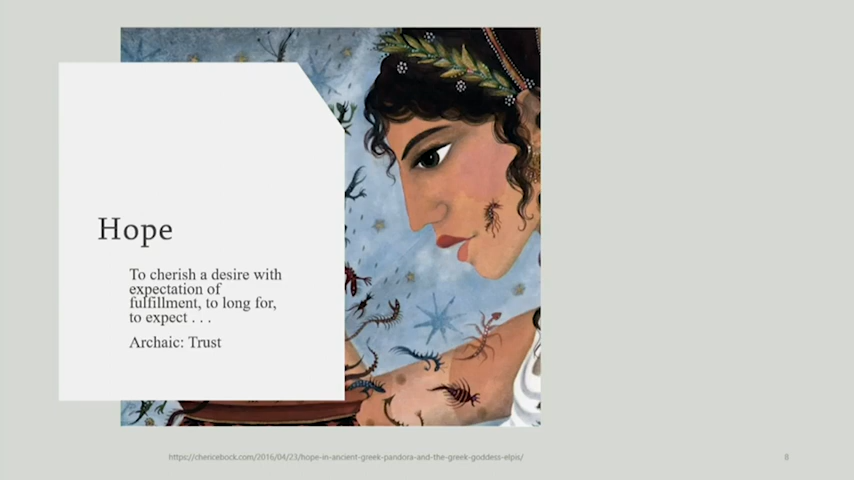 Hope
To cherish a desire with
expectation of
fulfillment, to long for,
to expect . . .
Archaic: Trust
https://chericebock.com/2016/04/23/hope-in-ancient-greek-pandora-and-the-greek-goddess-elpis/
8